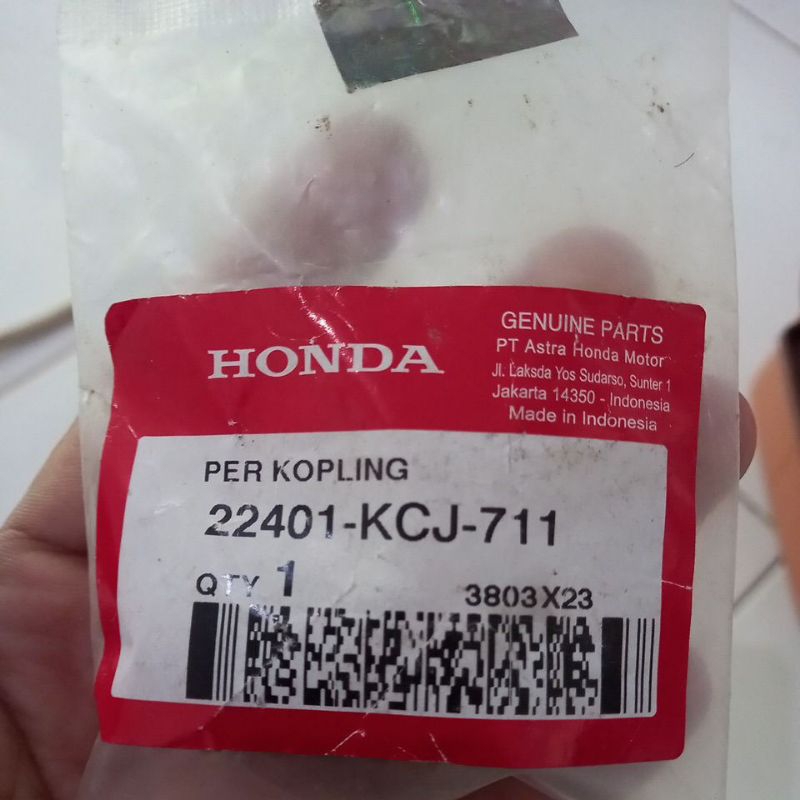 HONDA
GENUINE PARTS
PT Astra Honda Motor
Jl. Laksda Yos Sudarso, Sunter 1
Jakarta 14350 - Indonesia
Made in Indonesia
PER KOPLING
22401-KCJ-711
QTY 1
3803X23